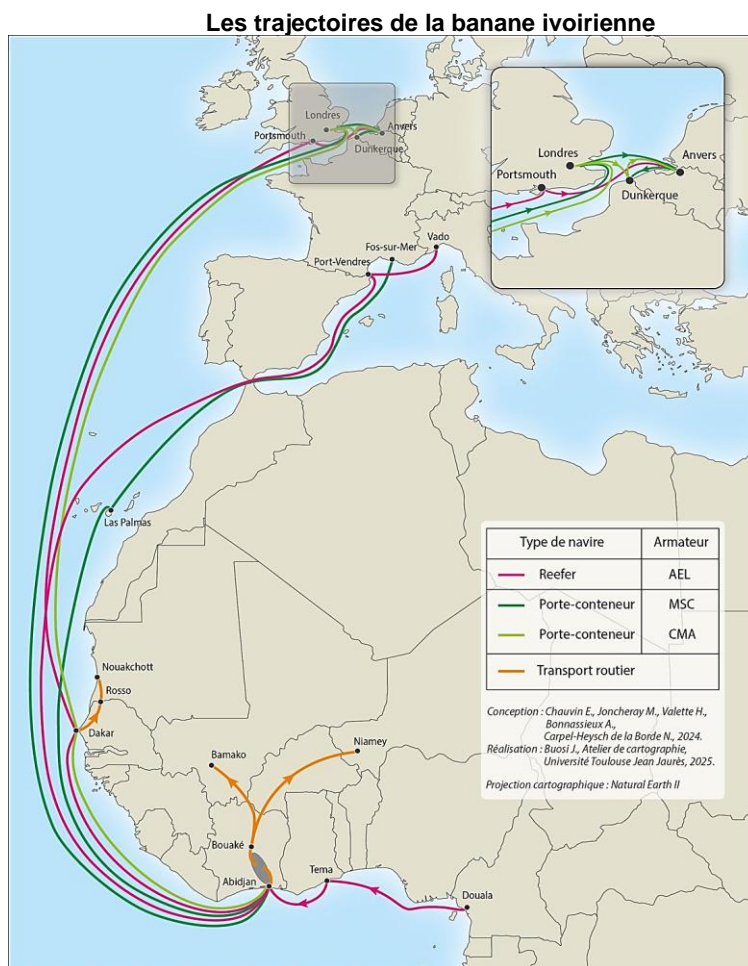 Les trajectoires de la banane ivoirienne
Londres
Portsmouth
Anvers
Dunkerque
Londres
Portsmouth
Anvers
Dunkerque
Fos-sur-Mer
Vado
Port-Vendres
Las Palmas
Type de navire Armateur
Reefer AEL
Porte-conteneur MSC
Porte-conteneur CMA
Transport routier
Nouakchott
Rosso
Dakar
Conception : Chauvin E., Joncheray M., Valette H.,
Bonnassieux A.,
Carpel-Heysch de la Borde N., 2024.
Réalisation : Buosi J., Atelier de cartographie,
Université Toulouse Jean Jaurès, 2025.
Projection cartographique : Natural Earth II
Niamey
Bamako
Bouaké
Abidjan
Tema
Douala